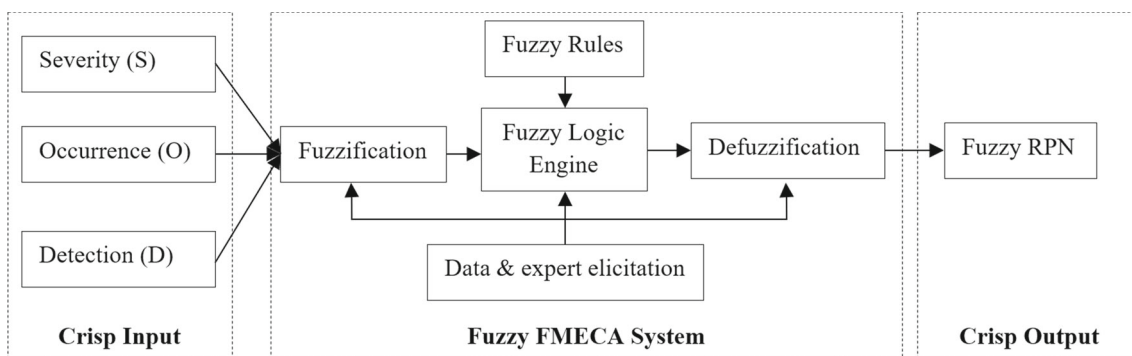 Severity (S)
Occurrence (O)
Detection (D)
Crisp Input
Fuzzy Rules
Fuzzification
Fuzzy Logic
Engine
Defuzzification
Data & expert elicitation
Fuzzy FMECA System
Fuzzy RPN
Crisp Output